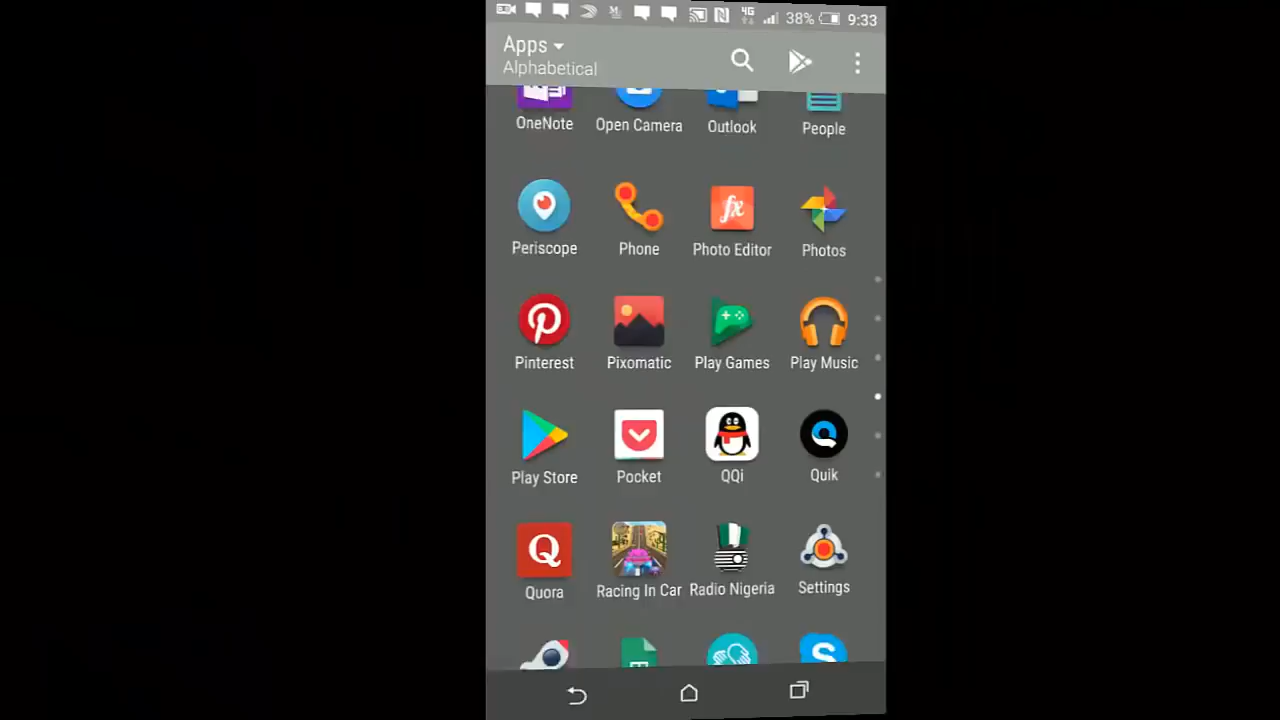 38% 9:33
Apps
Alphabetical
OneNote Open Camera Outlook People
Periscope Phone Photo Editor Photos
Pinterest Pixomatic Play Games Play Music
Play Store Pocket QQi Quik
Quora Racing In Car Radio Nigeria Settings